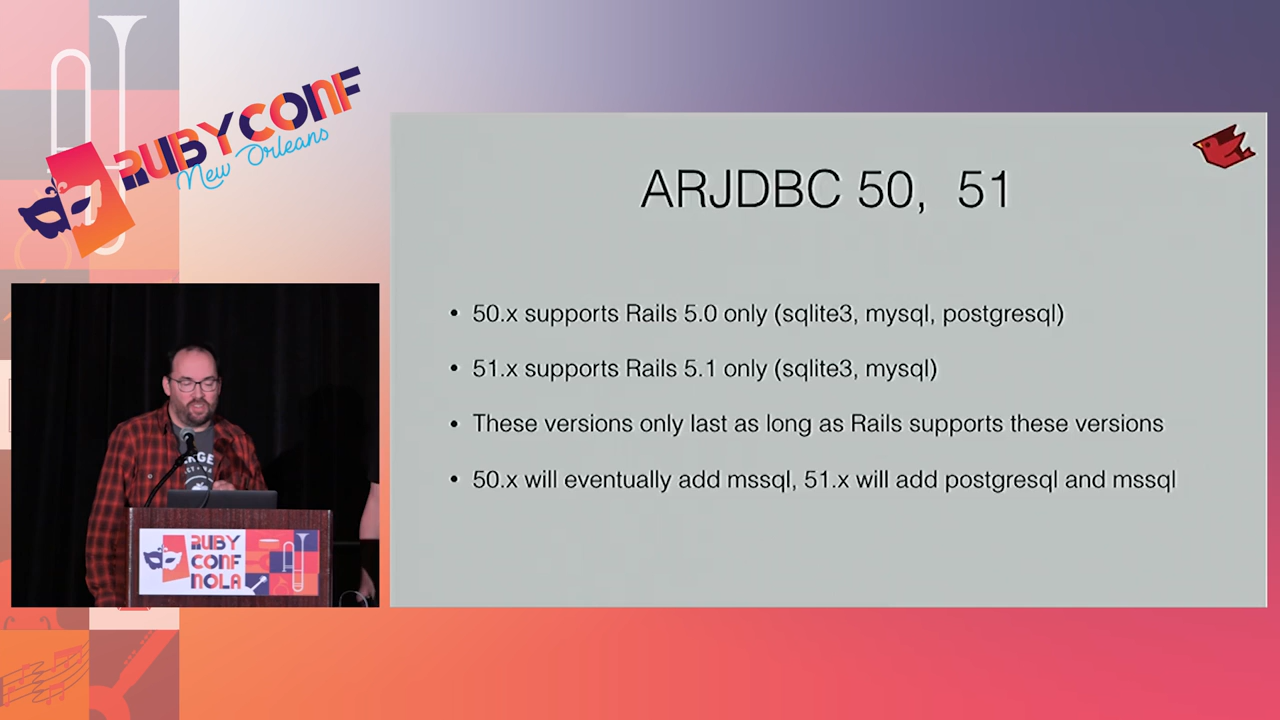 RUBYCONF
New Orleans
ARJDBC 50, 51
• 50.x supports Rails 5.0 only (sqlite3, mysql, postgresql)
• 51.x supports Rails 5.1 only (sqlite3, mysql)
• These versions only last as long as Rails supports these versions
• 50.x will eventually add mssql, 51.x will add postgresql and mssql
RUBY
CONF
NOLA